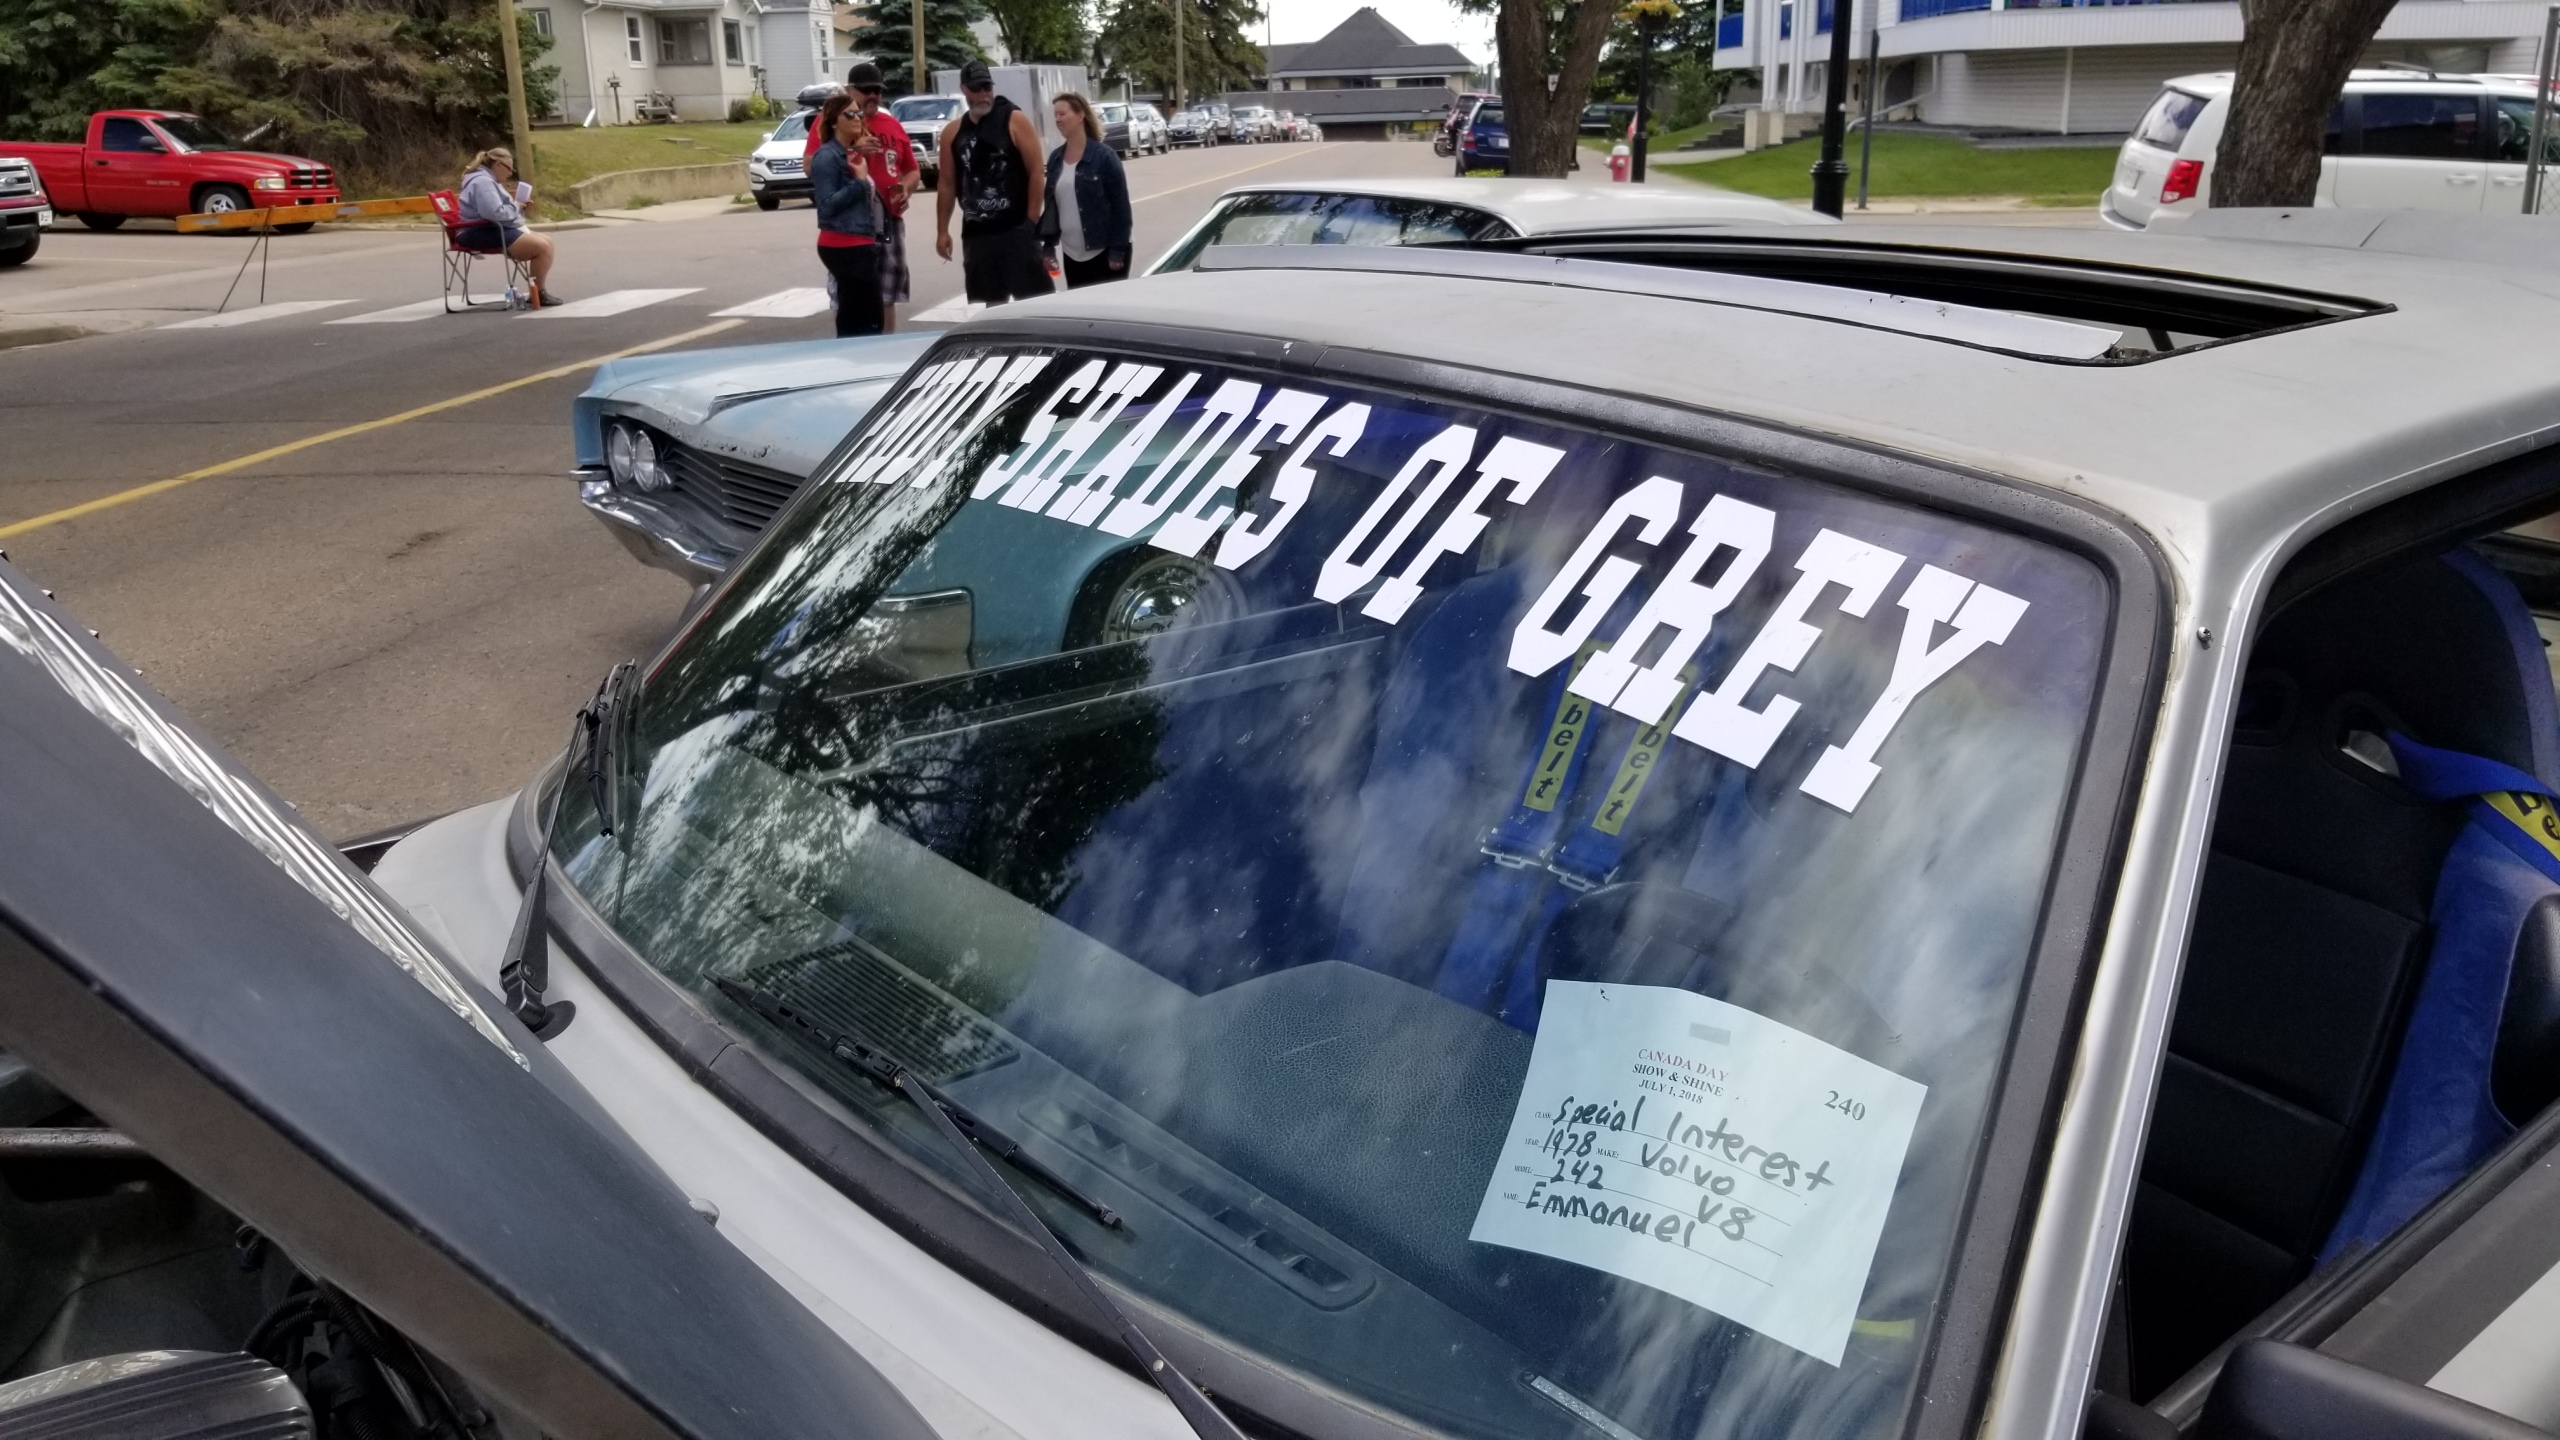 SHADES OF GREY
belt
belt
CANADA DAY
SHOW & SHINE
JULY 1, 2018
240
CLASS: Special Interest
YEAR: 1978 MAKE: Volvo
MODEL: 242 V8
NAME: Emmanuel